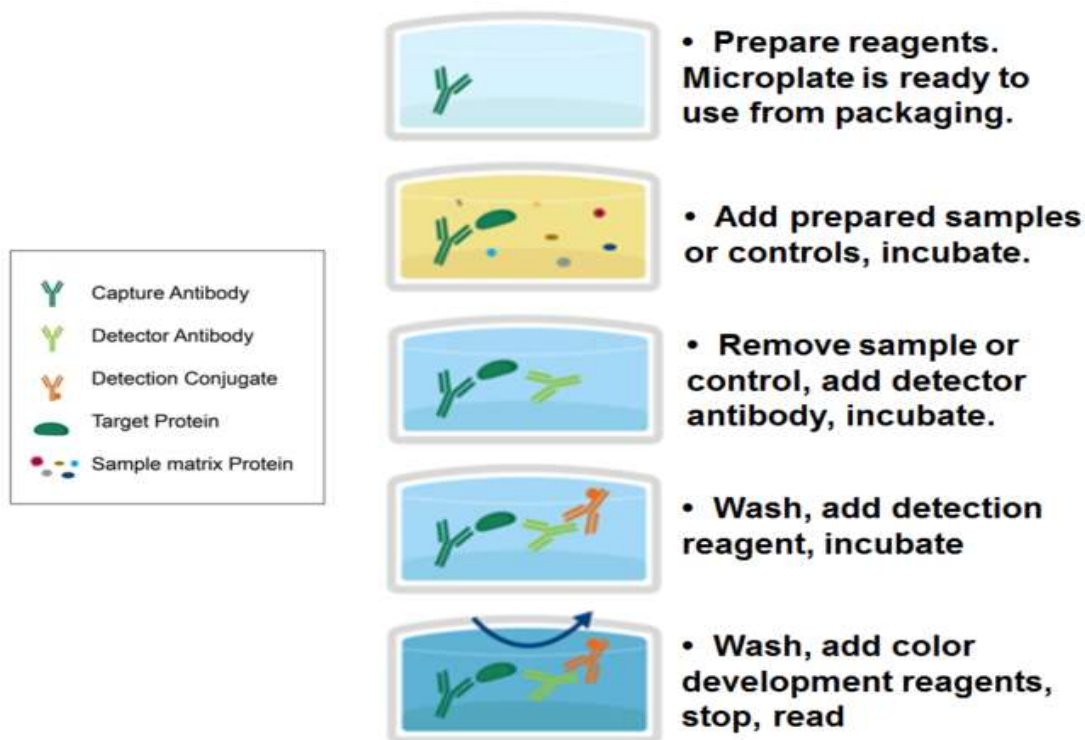 • Prepare reagents.
Microplate is ready to
use from packaging.
• Add prepared samples
or controls, incubate.
Capture Antibody
Detector Antibody
Detection Conjugate
Target Protein
Sample matrix Protein
• Remove sample or
control, add detector
antibody, incubate.
• Wash, add detection
reagent, incubate
• Wash, add color
development reagents,
stop, read